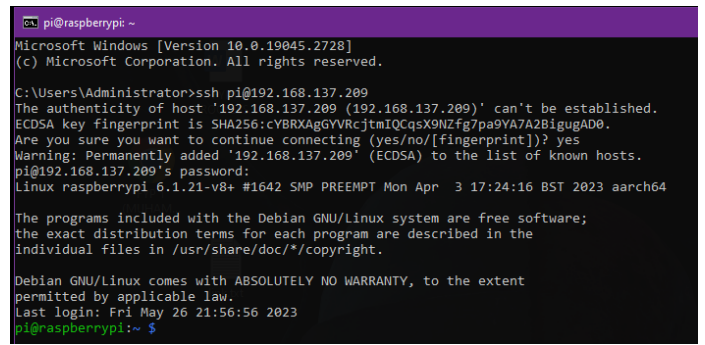 pi@raspberrypi: ~
Microsoft Windows [Version 10.0.19045.2728]
(c) Microsoft Corporation. All rights reserved.
C:\Users\Administrator>ssh pi@192.168.137.209
The authenticity of host '192.168.137.209 (192.168.137.209)' can't be established.
ECDSA key fingerprint is SHA256:cYBRXAgGYVRcjtmIQCqsX9NZfg7pa9YA7A2BigugAD0.
Are you sure you want to continue connecting (yes/no/[fingerprint])? yes
Warning: Permanently added '192.168.137.209' (ECDSA) to the list of known hosts.
pi@192.168.137.209's password:
Linux raspberrypi 6.1.21-v8+ #1642 SMP PREEMPT Mon Apr  3 17:24:16 BST 2023 aarch64
The programs included with the Debian GNU/Linux system are free software;
the exact distribution terms for each program are described in the
individual files in /usr/share/doc/*/copyright.
Debian GNU/Linux comes with ABSOLUTELY NO WARRANTY, to the extent
permitted by applicable law.
Last login: Fri May 26 21:56:56 2023
pi@raspberrypi:~ $